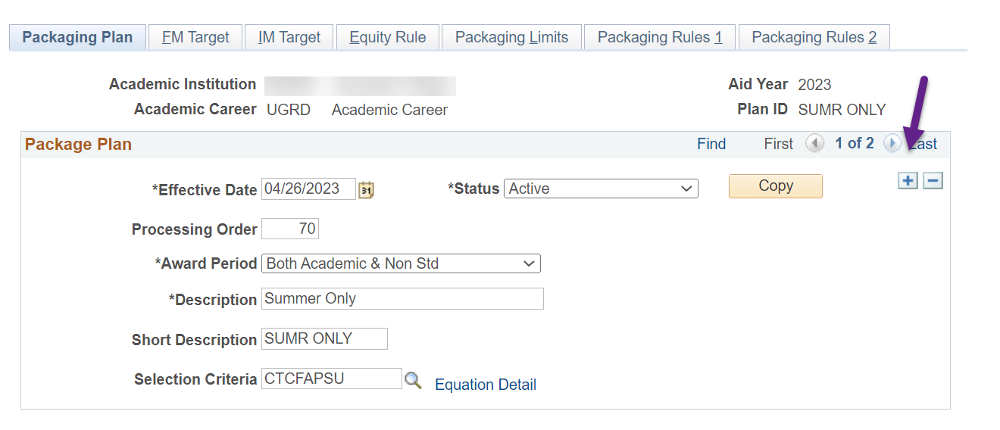 Packaging Plan FM Target IM Target Equity Rule Packaging Limits Packaging Rules 1 Packaging Rules 2
Academic Institution Aid Year 2023
Academic Career UGRD Academic Career Plan ID SUMR ONLY
Package Plan Find First 1 of 2 Last
*Effective Date 04/26/2023 31 *Status Active Copy
Processing Order 70
*Award Period Both Academic & Non Std
*Description Summer Only
Short Description SUMR ONLY
Selection Criteria CTCFAPSU Equation Detail